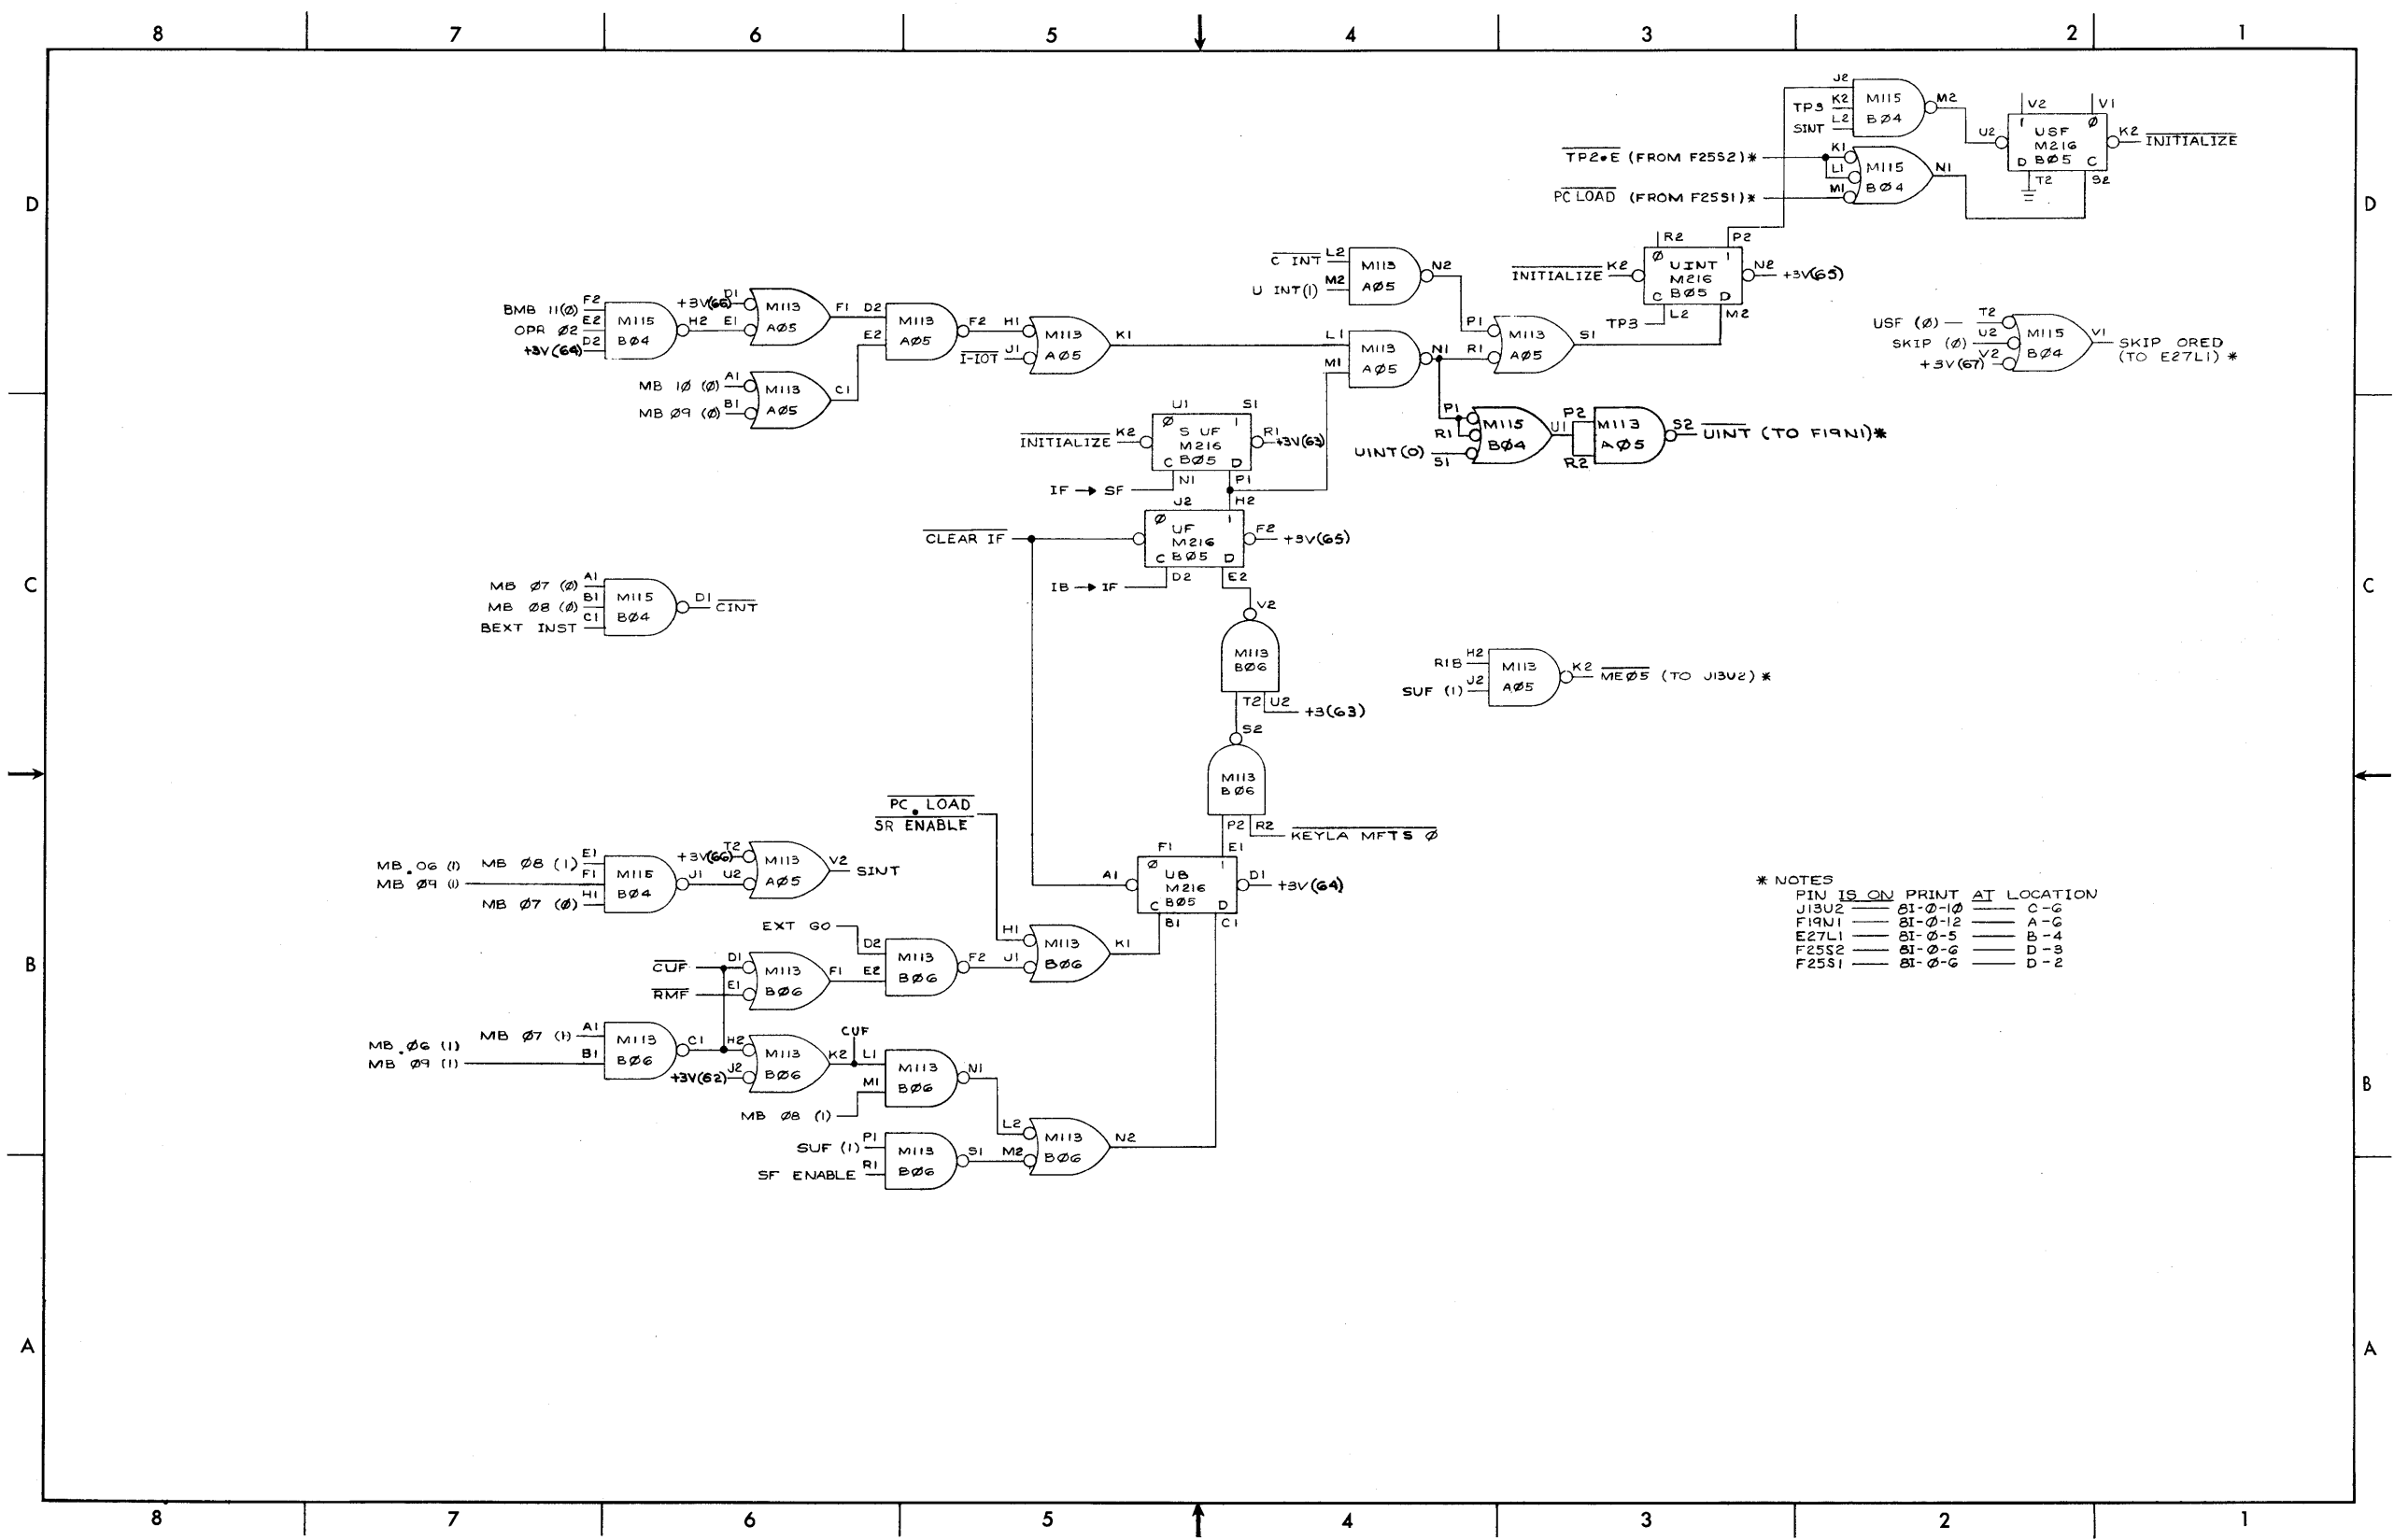 8 7 6 5 4 3 2 1
D
C
B
A
D
C
B
A
J2
TPS K2
SINT L2
M115
BØ4
M2
V2 V1
1 Ø
U2
USF
M216
D BØ5 C
K2 INITIALIZE
T2 S2
TP2•E (FROM F25S2)*
PC LOAD (FROM F25S1)*
K1
L1
M1
M115
BØ4
N1
R2 P2
Ø 1
INITIALIZE K2
UINT
M216
BØ5
C D
N2 +3V(65)
TP3 L2 M2
C INT L2
U INT(1) M2
M113
AØ5
N2
BMB 11(Ø) F2
OPR Ø2 E2
+3V(64) D2
M115
BØ4
H2
+3V(66) D1
E1
M113
AØ5
F1 D2
E2
M113
AØ5
F2 H1
I-IOT J1
M113
AØ5
K1
L1
M1
M113
AØ5
N1
P1
R1
M113
AØ5
S1
USF (Ø) T2
SKIP (Ø) U2
+3V(67) V2
M115
BØ4
V1
SKIP ORED
(TO E27L1) *
MB 1Ø (Ø) A1
MB Ø9 (Ø) B1
M113
AØ5
C1
U1 S1
Ø 1
INITIALIZE K2
S UF
M216
BØ5
C D
R1 +3V(63)
IF → SF N1 P1
P1
R1
UINT(0) S1
M115
BØ4
U1
P2
R2
M113
AØ5
S2 UINT (TO F19N1)*
J2 H2
Ø 1
CLEAR IF
UF
M216
BØ5
C D
F2 +3V(65)
IB → IF D2 E2
MB Ø7 (Ø) A1
MB Ø8 (Ø) B1
BEXT INST C1
M115
BØ4
D1 CINT
V2
M113
BØ6
T2 U2
+3(63)
RIB H2
SUF (1) J2
M113
AØ5
K2 MEØ5 (TO J13U2) *
S2
M113
BØ6
P2 R2
KEYLA MFTS Ø
PC . LOAD
SR ENABLE
MB.06 (1) MB Ø8 (1) E1
MB Ø9 (1) F1
MB Ø7 (Ø) H1
M115
BØ4
J1
+3V(66) T2
U2
M113
AØ5
V2 SINT
F1 E1
Ø 1
A1
UB
M216
BØ5
C D
D1 +3V(64)
B1 C1
* NOTES
PIN IS ON PRINT AT LOCATION
J13U2 — 8I-Ø-1Ø — C-6
F19N1 — 8I-Ø-12 — A-6
E27L1 — 8I-Ø-5 — B-4
F25S2 — 8I-Ø-6 — D-3
F25S1 — 8I-Ø-6 — D-2
EXT GO D2
CUF D1
RMF E1
M113
BØ6
F1 E2
M113
BØ6
F2
H1
J1
M113
BØ6
K1
MB Ø7 (1) A1
MB.Ø6 (1)
MB Ø9 (1) B1
M113
BØ6
C1 H2
+3V(62) J2
M113
BØ6
CUF
K2 L1
M1
MB Ø8 (1)
M113
BØ6
N1
SUF (1) P1
SF ENABLE R1
M113
BØ6
S1
L2
M2
M113
BØ6
N2
8 7 6 5 4 3 2 1